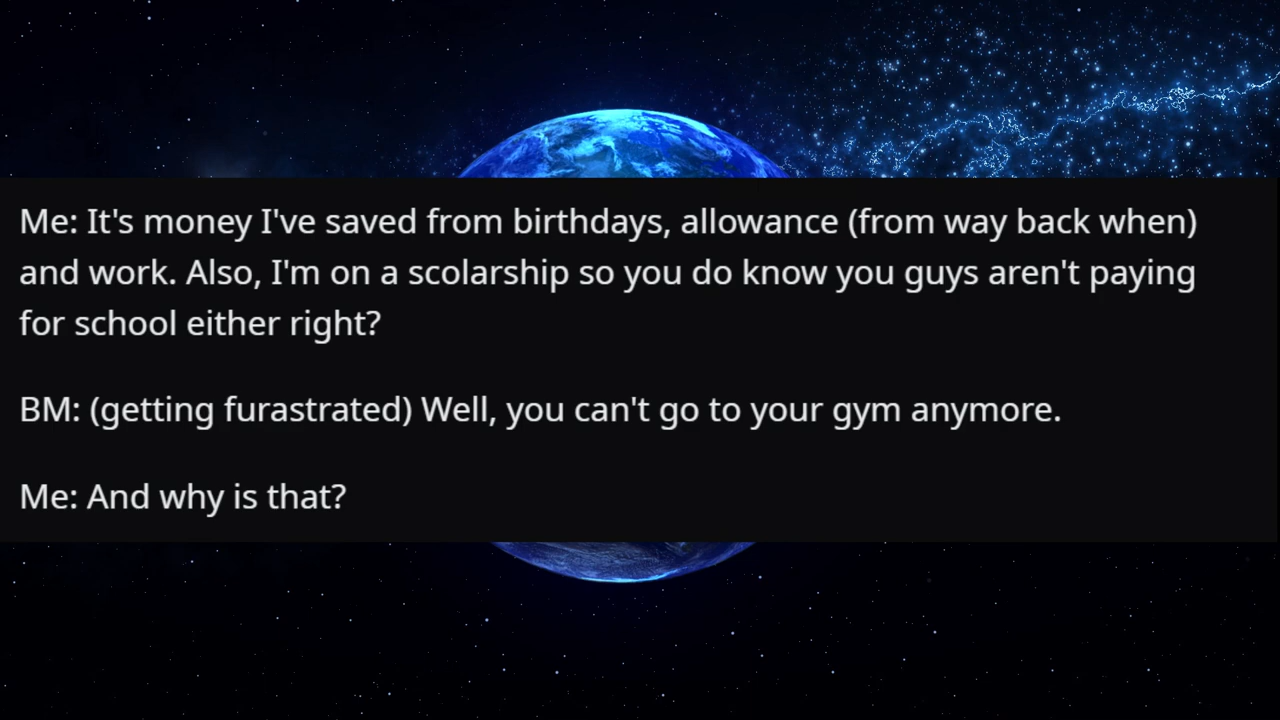 Me: It's money I've saved from birthdays, allowance (from way back when)
and work. Also, I'm on a scolarship so you do know you guys aren't paying
for school either right?
BM: (getting furastrated) Well, you can't go to your gym anymore.
Me: And why is that?